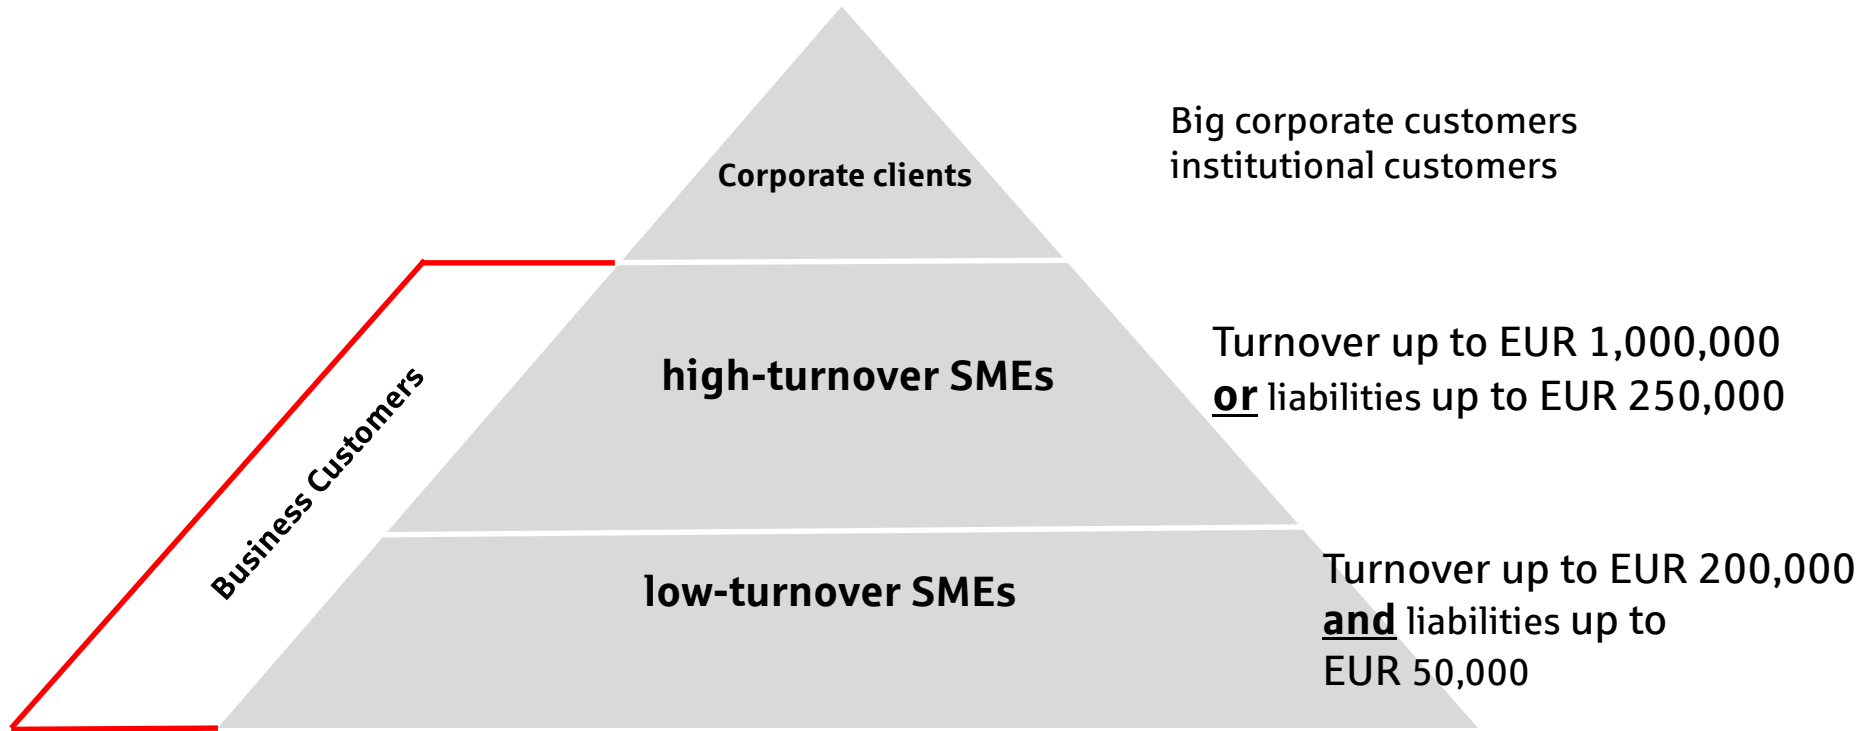 Corporate clients
Big corporate customers
institutional customers
Business Customers
high-turnover SMEs
Turnover up to EUR 1,000,000
or liabilities up to EUR 250,000
low-turnover SMEs
Turnover up to EUR 200,000
and liabilities up to
EUR 50,000